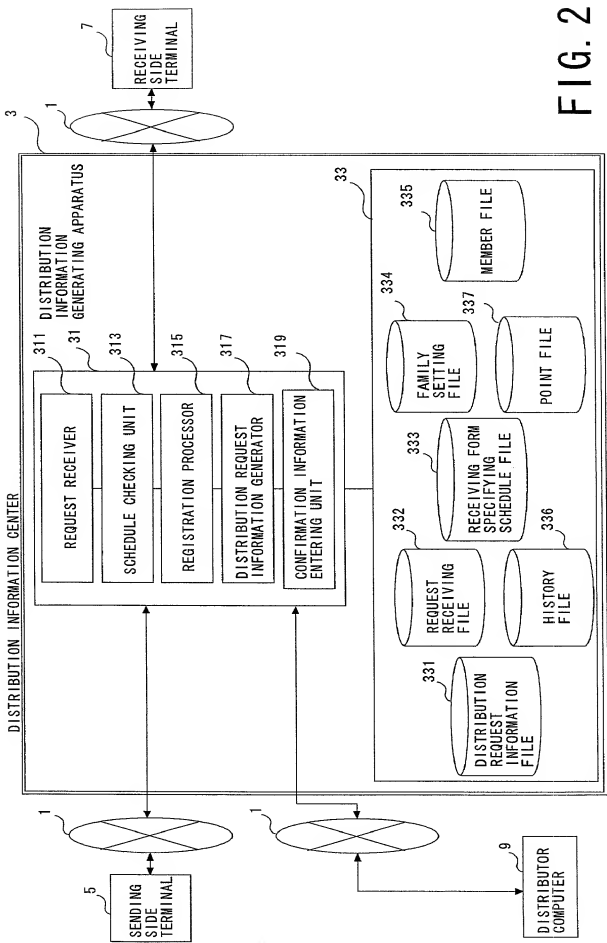 FIG. 2
DISTRIBUTION INFORMATION CENTER
3
DISTRIBUTION
INFORMATION
GENERATING APPARATUS
31
311
REQUEST RECEIVER
313
SCHEDULE CHECKING UNIT
315
REGISTRATION PROCESSOR
317
DISTRIBUTION REQUEST
INFORMATION GENERATOR
319
CONFIRMATION INFORMATION
ENTERING UNIT
5
SENDING
SIDE
TERMINAL
1
1
7
RECEIVING
SIDE
TERMINAL
1
9
DISTRIBUTOR
COMPUTER
33
331
DISTRIBUTION
REQUEST
INFORMATION
FILE
332
REQUEST
RECEIVING
FILE
333
RECEIVING FORM
SPECIFYING
SCHEDULE FILE
334
FAMILY
SETTING
FILE
335
MEMBER FILE
336
HISTORY
FILE
337
POINT FILE